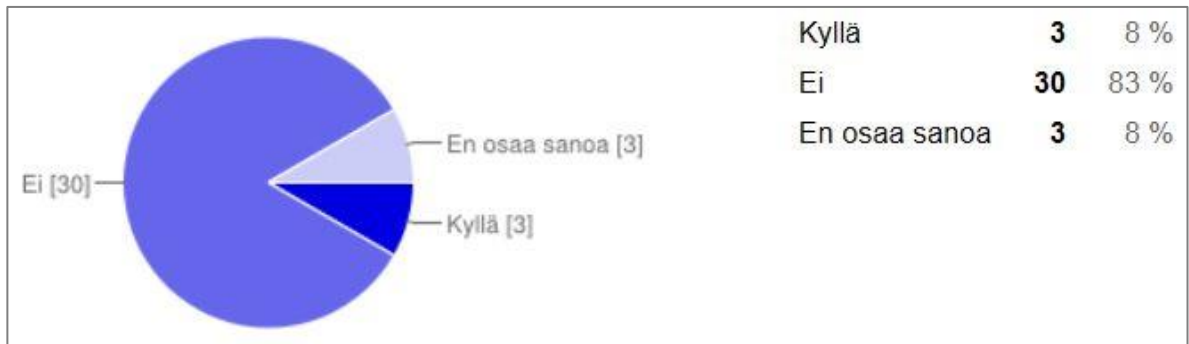 Ei [30]
En osaa sanoa [3]
Kyllä [3]
Kyllä 3 8 %
Ei 30 83 %
En osaa sanoa 3 8 %